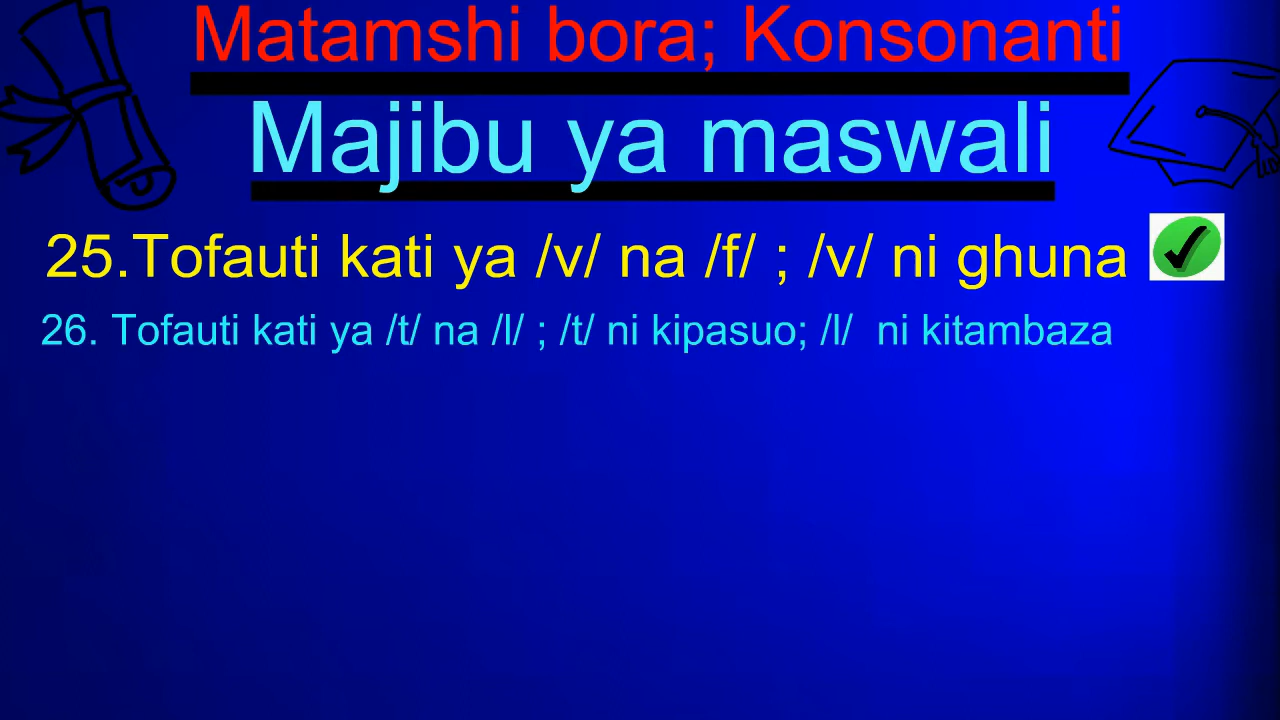 Matamshi bora; Konsonanti
Majibu ya maswali
25.Tofauti kati ya /v/ na /f/ ; /v/ ni ghuna
26. Tofauti kati ya /t/ na /l/ ; /t/ ni kipasuo; /l/ ni kitambaza